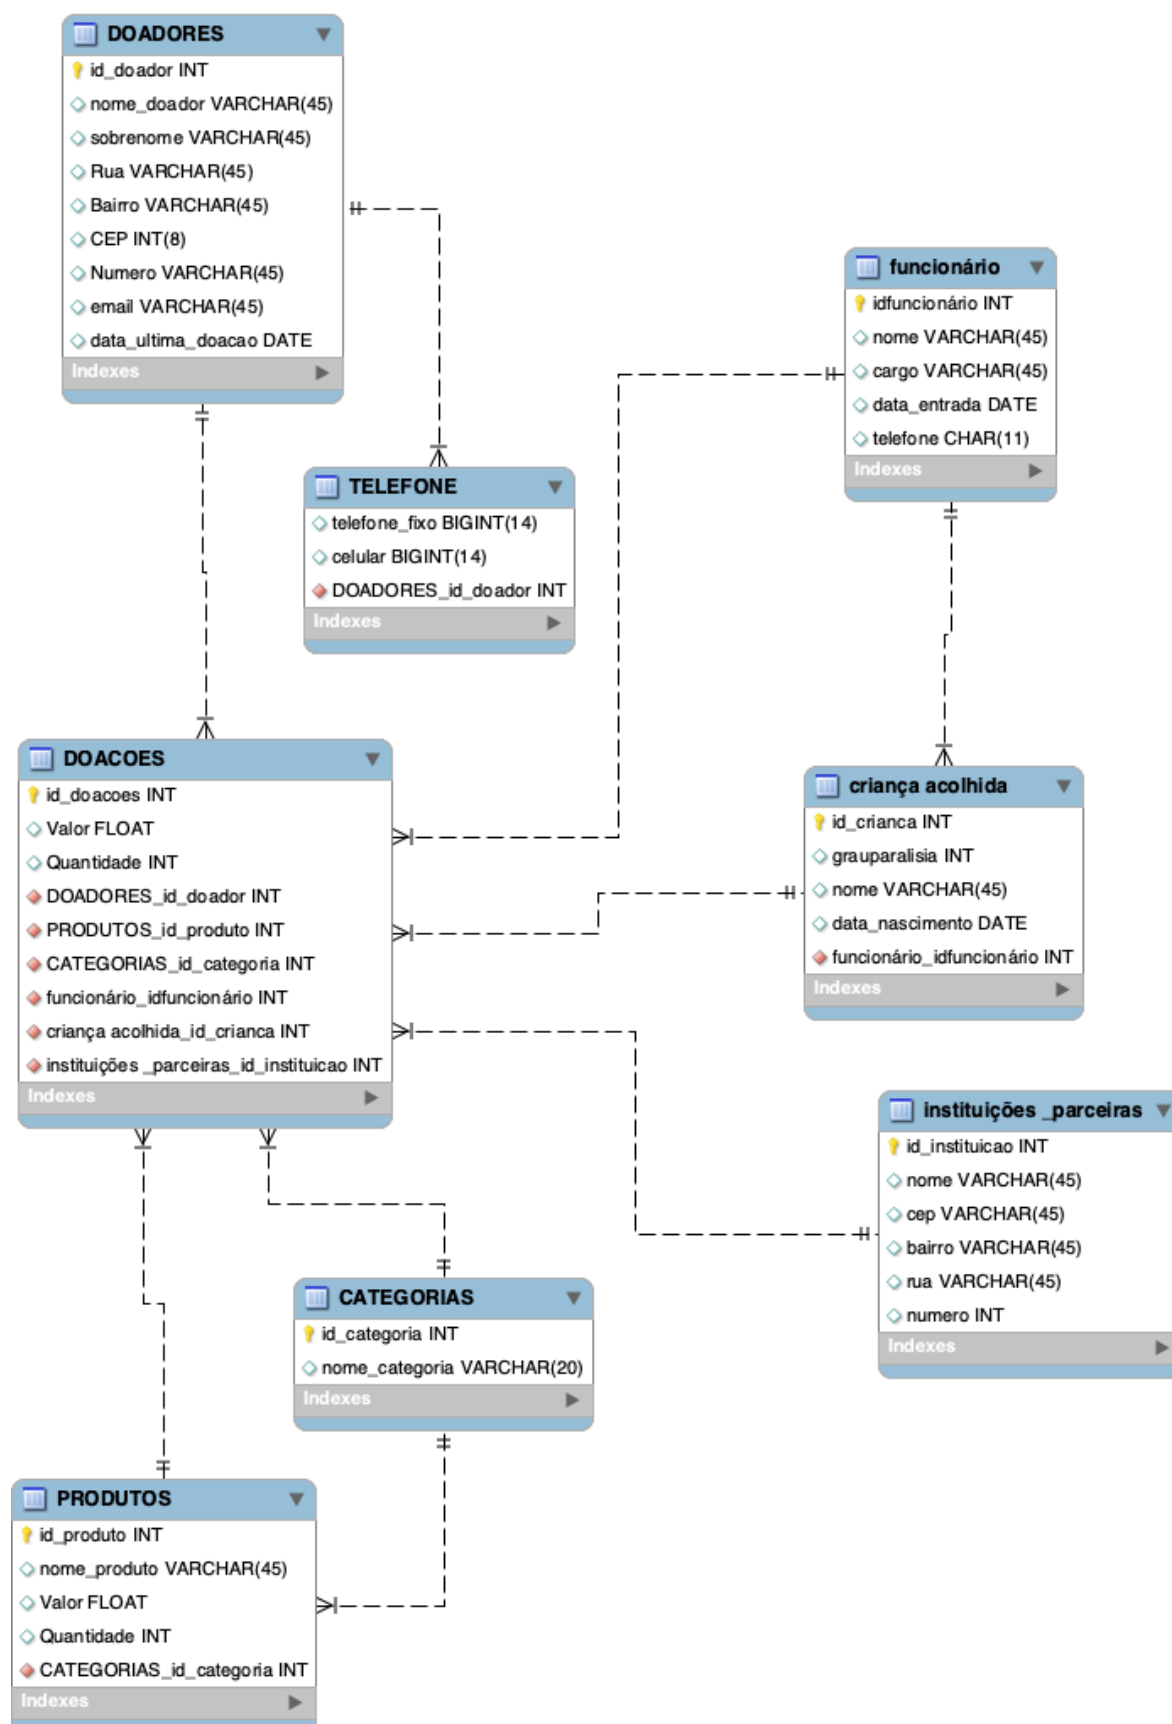 DOADORES
id_doador INT
nome_doador VARCHAR(45)
sobrenome VARCHAR(45)
Rua VARCHAR(45)
Bairro VARCHAR(45)
CEP INT(8)
Numero VARCHAR(45)
email VARCHAR(45)
data_ultima_doacao DATE
Indexes
funcionário
idfuncionário INT
nome VARCHAR(45)
cargo VARCHAR(45)
data_entrada DATE
telefone CHAR(11)
Indexes
TELEFONE
telefone_fixo BIGINT(14)
celular BIGINT(14)
DOADORES_id_doador INT
Indexes
DOACOES
id_doacoes INT
Valor FLOAT
Quantidade INT
DOADORES_id_doador INT
PRODUTOS_id_produto INT
CATEGORIAS_id_categoria INT
funcionário_idfuncionário INT
criança acolhida_id_crianca INT
instituições _parceiras_id_instituicao INT
Indexes
criança acolhida
id_crianca INT
grauparalisia INT
nome VARCHAR(45)
data_nascimento DATE
funcionário_idfuncionário INT
Indexes
instituições _parceiras
id_instituicao INT
nome VARCHAR(45)
cep VARCHAR(45)
bairro VARCHAR(45)
rua VARCHAR(45)
numero INT
Indexes
CATEGORIAS
id_categoria INT
nome_categoria VARCHAR(20)
Indexes
PRODUTOS
id_produto INT
nome_produto VARCHAR(45)
Valor FLOAT
Quantidade INT
CATEGORIAS_id_categoria INT
Indexes